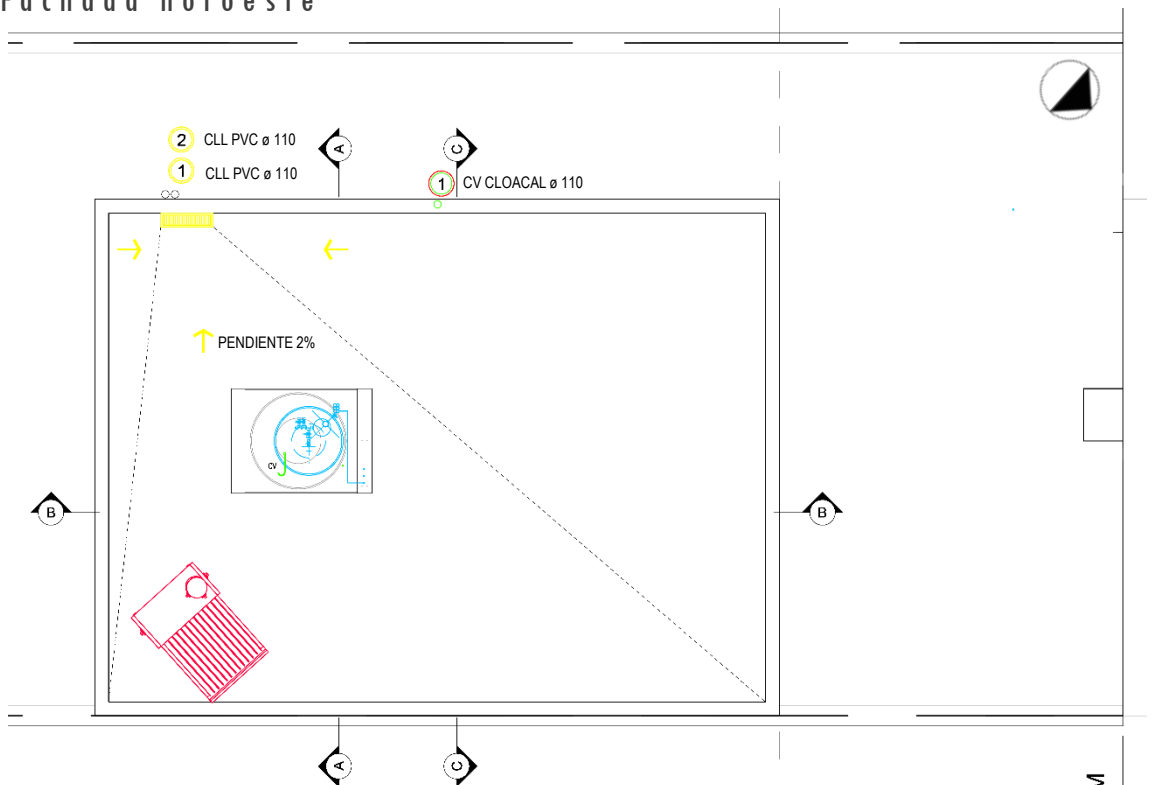 Fachada noroeste
2 CLL PVC ø 110
1 CLL PVC ø 110
A
C
1 CV CLOACAL ø 110
PENDIENTE 2%
CV
B
B
A
C
M